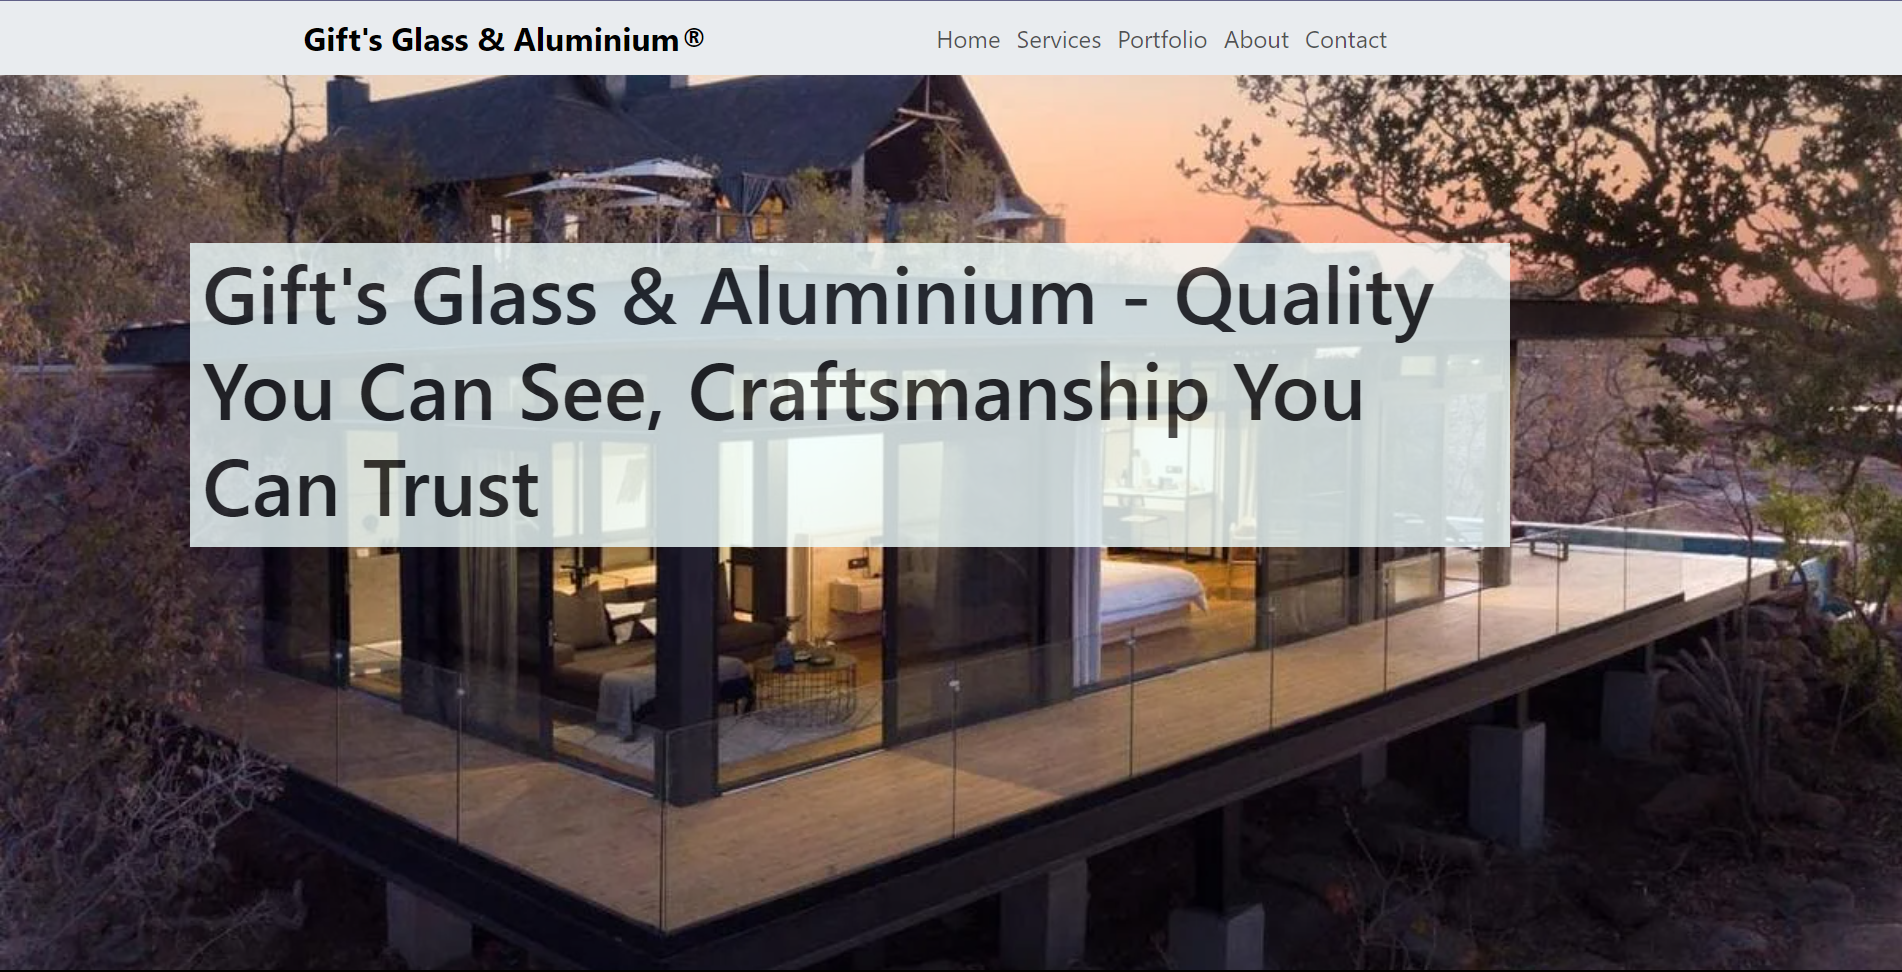 Gift's Glass & Aluminium®
Home Services Portfolio About Contact
Gift's Glass & Aluminium - Quality
You Can See, Craftsmanship You
Can Trust